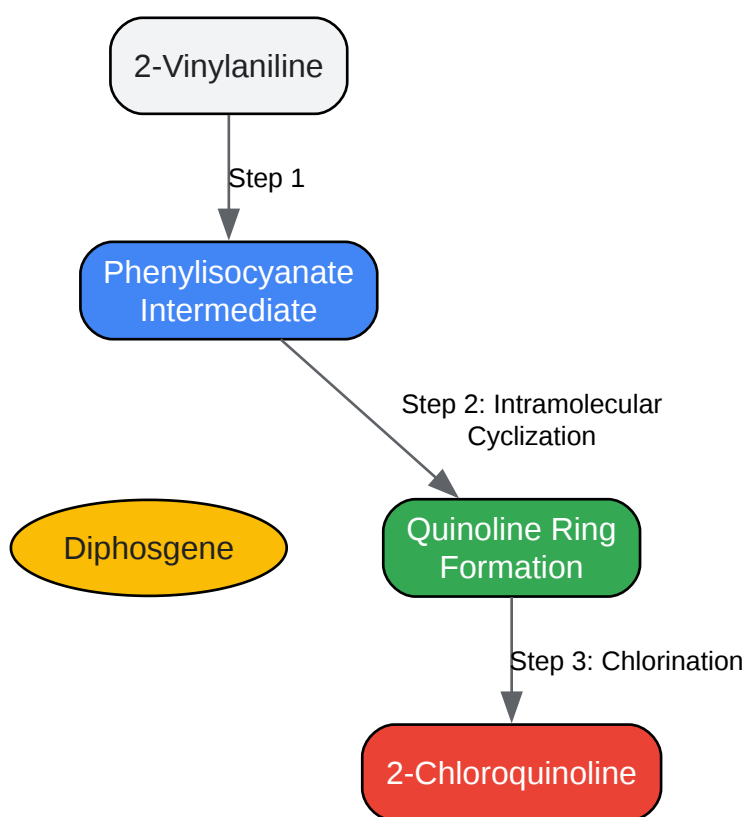 2-Vinylaniline
Step 1
Phenylisocyanate
Intermediate
Step 2: Intramolecular
Cyclization
Diphosgene
Quinoline Ring
Formation
Step 3: Chlorination
2-Chloroquinoline